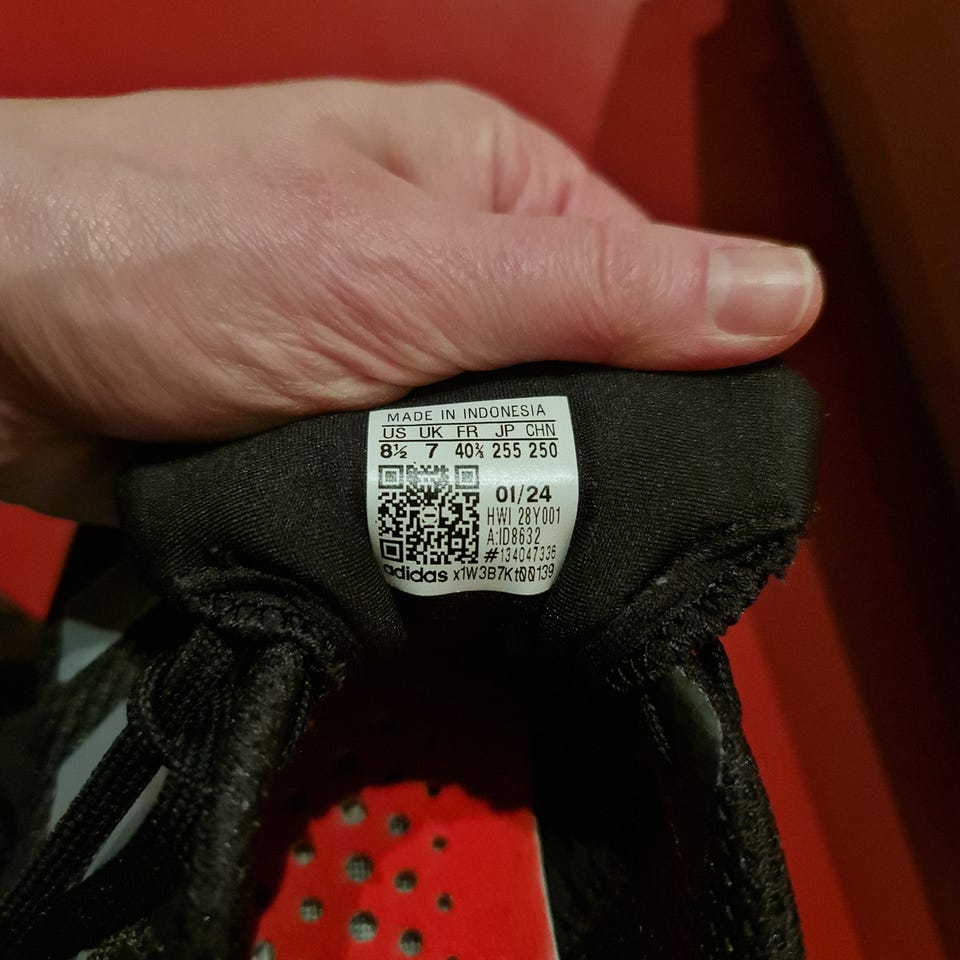 MADE IN INDONESIA
US UK FR JP CHN
8½ 7 40⅔ 255 250
01/24
HWI 28Y001
A:ID8632
#134047336
adidas x1W3B7Kt00139